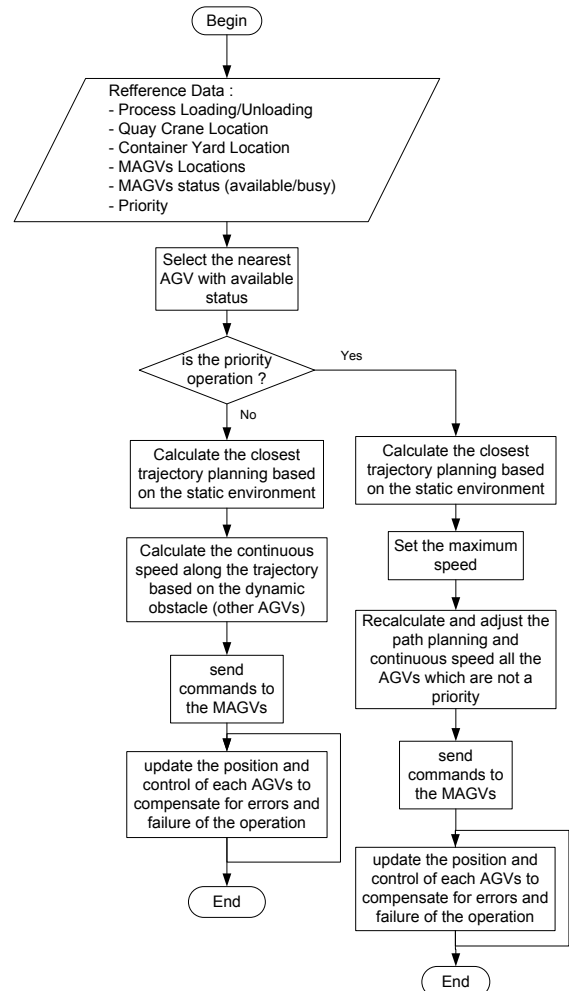 Begin
Refference Data :
- Process Loading/Unloading
- Quay Crane Location
- Container Yard Location
- MAGVs Locations
- MAGVs status (available/busy)
- Priority
Select the nearest
AGV with available
status
is the priority
operation ?
Yes
No
Calculate the closest
trajectory planning based
on the static environment
Calculate the continuous
speed along the trajectory
based on the dynamic
obstacle (other AGVs)
send
commands to
the MAGVs
update the position and
control of each AGVs to
compensate for errors and
failure of the operation
End
Calculate the closest
trajectory planning based
on the static environment
Set the maximum
speed
Recalculate and adjust the
path planning and
continuous speed all the
AGVs which are not a
priority
send
commands to
the MAGVs
update the position and
control of each AGVs to
compensate for errors and
failure of the operation
End